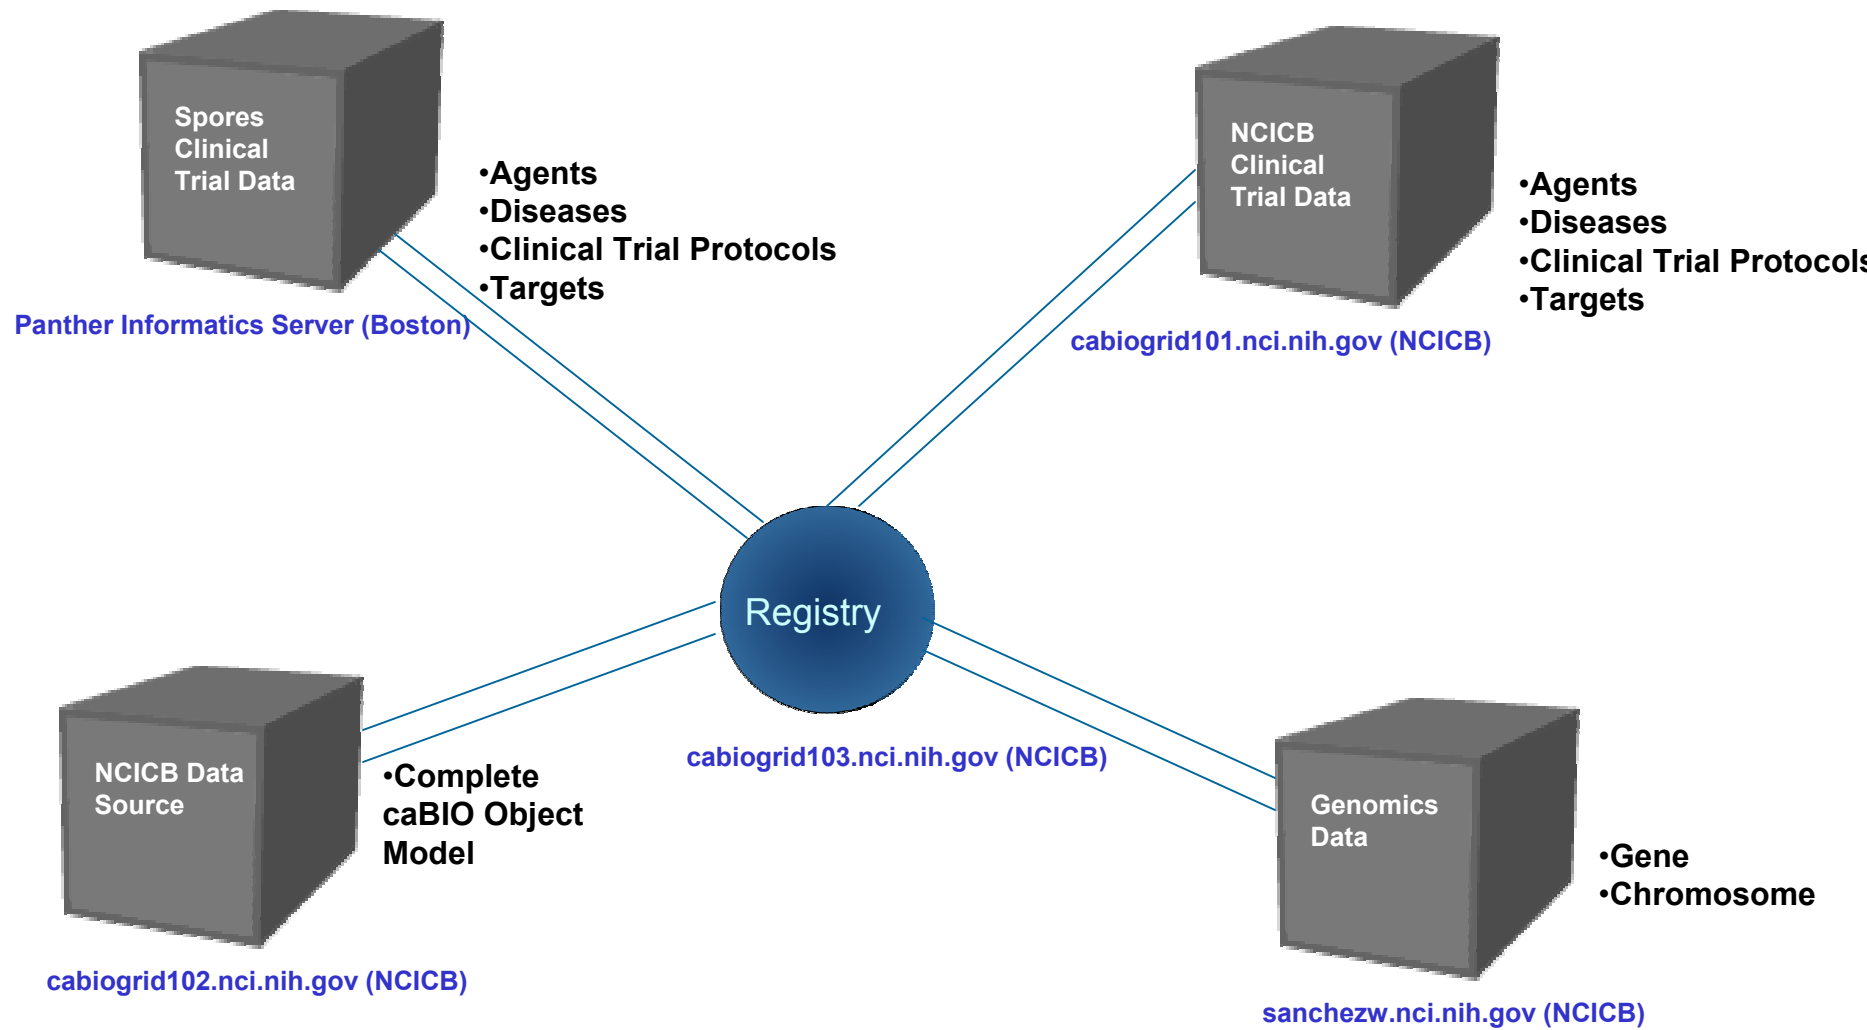 Spores
Clinical
Trial Data
•Agents
•Diseases
•Clinical Trial Protocols
•Targets
Panther Informatics Server (Boston)
NCICB
Clinical
Trial Data
•Agents
•Diseases
•Clinical Trial Protocols
•Targets
cabiogrid101.nci.nih.gov (NCICB)
Registry
cabiogrid103.nci.nih.gov (NCICB)
NCICB Data
Source
•Complete
caBIO Object
Model
cabiogrid102.nci.nih.gov (NCICB)
Genomics
Data
•Gene
•Chromosome
sanchezw.nci.nih.gov (NCICB)